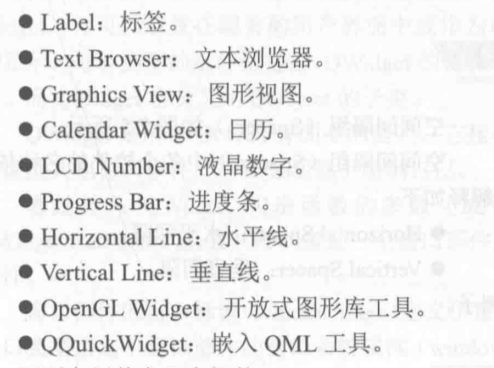 ● Label：标签。
● Text Browser：文本浏览器。
● Graphics View：图形视图。
● Calendar Widget：日历。
● LCD Number：液晶数字。
● Progress Bar：进度条。
● Horizontal Line：水平线。
● Vertical Line：垂直线。
● OpenGL Widget：开放式图形库工具。
● QQuickWidget：嵌入 QML 工具。